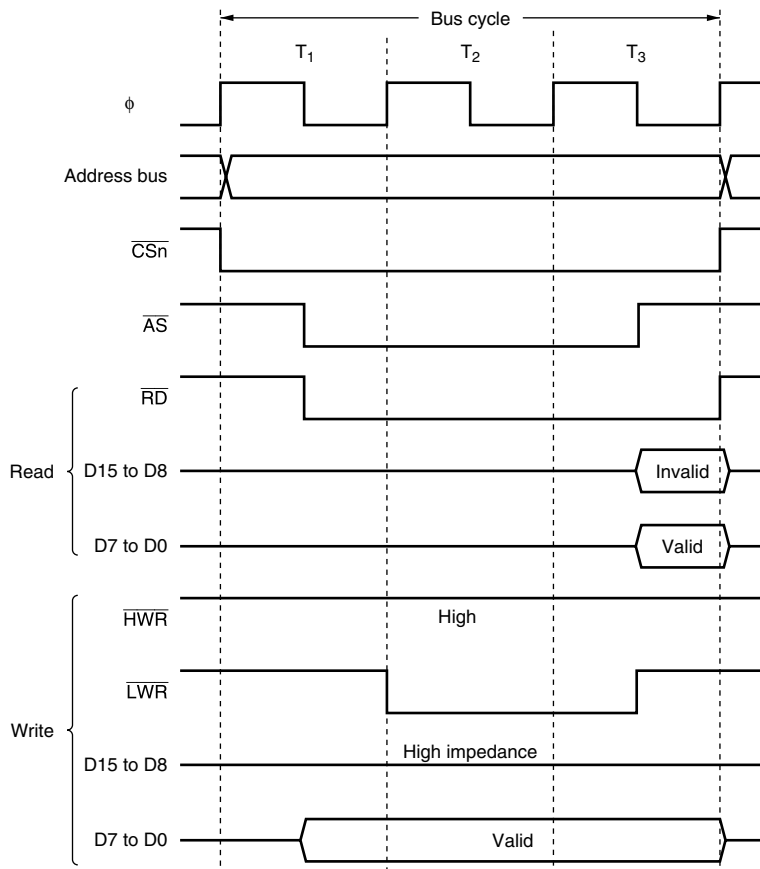 Bus cycle
T1 T2 T3
ϕ
Address bus
CSn
AS
RD
Read
D15 to D8
Invalid
D7 to D0
Valid
HWR
High
LWR
Write
High impedance
D15 to D8
D7 to D0
Valid